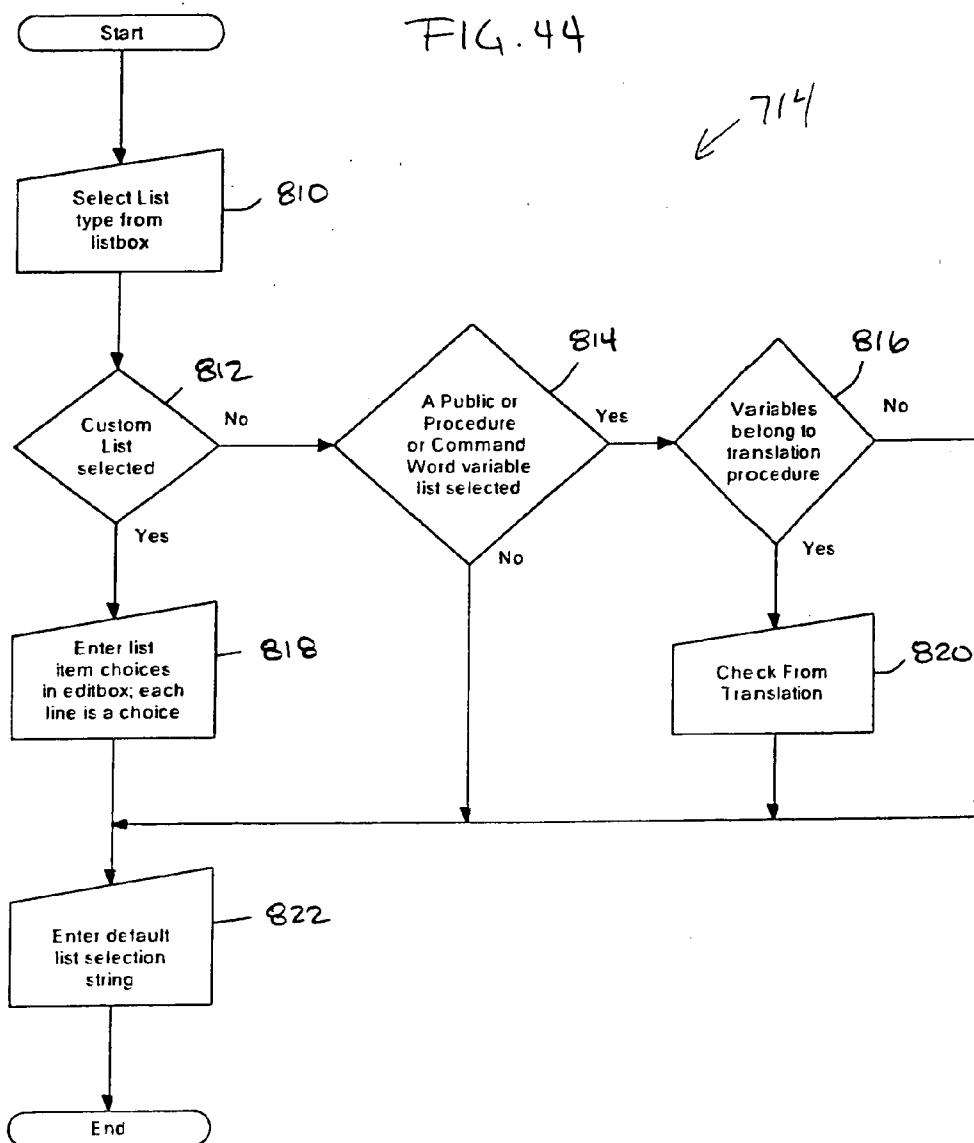 Start
FIG. 44
714
Select List
type from
listbox
810
Custom
List
selected
812
No
Yes
A Public or
Procedure
or Command
Word variable
list selected
814
Yes
No
Variables
belong to
translation
procedure
816
No
Yes
Enter list
item choices
in editbox; each
line is a choice
818
Check From
Translation
820
Enter default
list selection
string
822
End